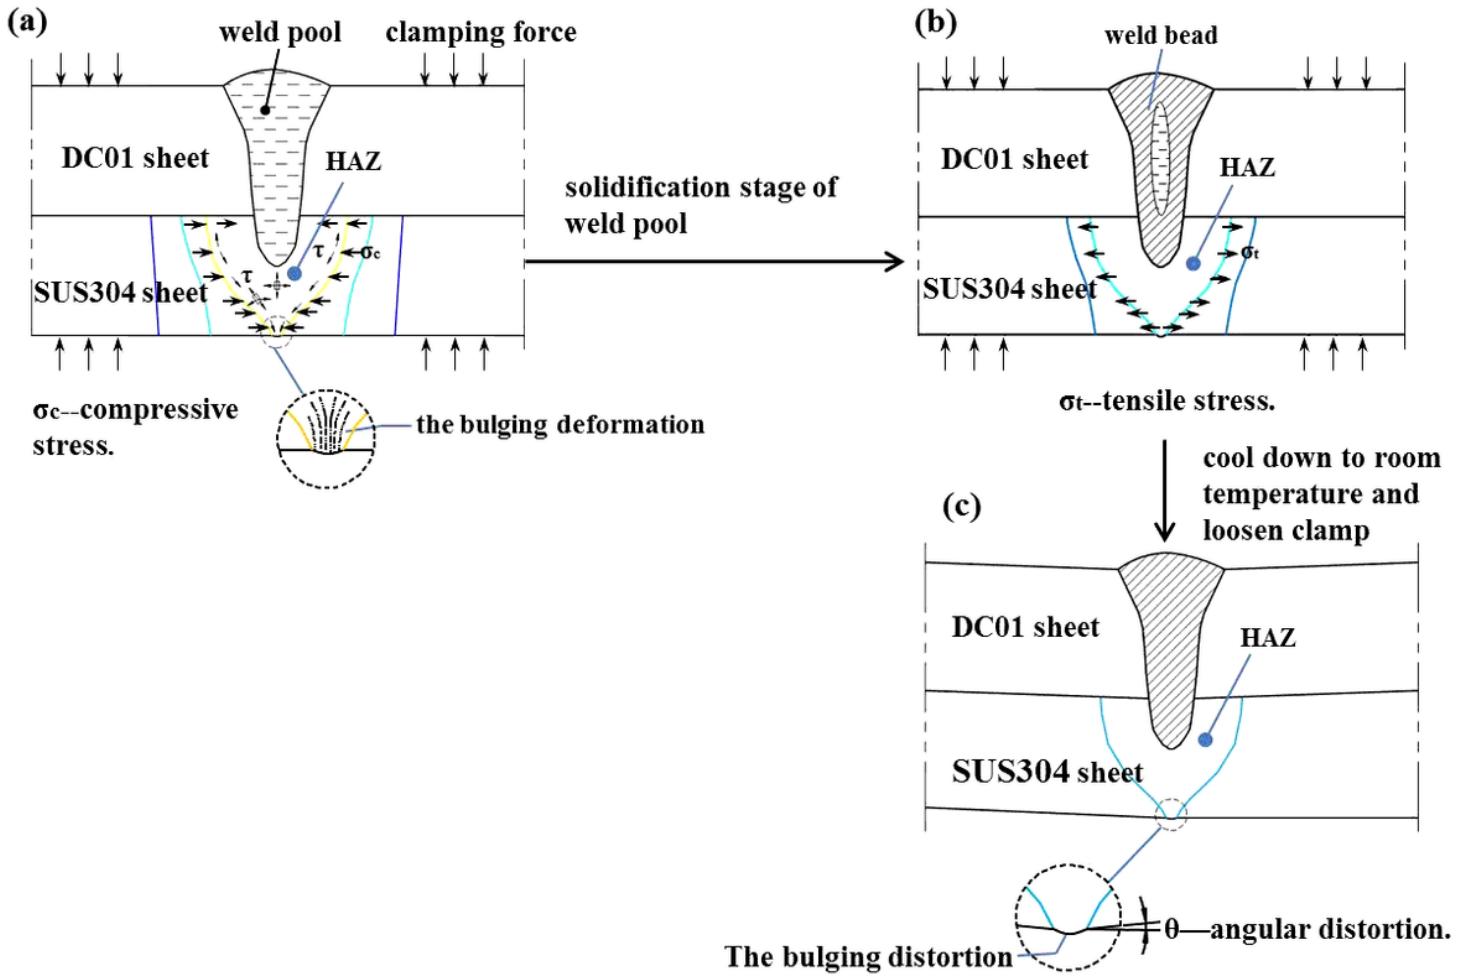 (a)
weld pool
clamping force
DC01 sheet
HAZ
τ
τ
σc
SUS304 sheet
σc--compressive
stress.
the bulging deformation
solidification stage of
weld pool
(b)
weld bead
DC01 sheet
HAZ
σt
SUS304 sheet
σt--tensile stress.
cool down to room
temperature and
loosen clamp
(c)
DC01 sheet
HAZ
SUS304 sheet
θ—angular distortion.
The bulging distortion